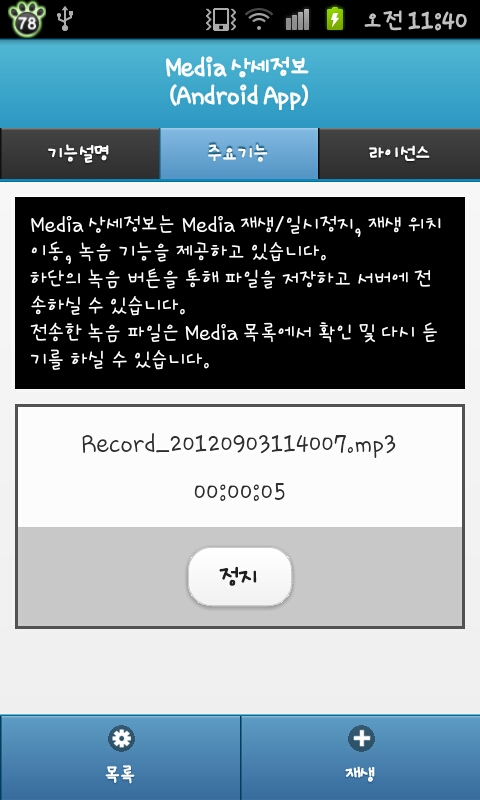 78
오전 11:40
Media 상세정보
(Android App)
기능설명
주요기능
라이선스
Media 상세정보는 Media 재생/일시정지, 재생 위치
이동, 녹음 기능을 제공하고 있습니다.
하단의 녹음 버튼을 통해 파일을 저장하고 서버에 전
송하실 수 있습니다.
전송한 녹음 파일은 Media 목록에서 확인 및 다시 듣
기를 하실 수 있습니다.
Record_20120903114007.mp3
00:00:05
정지
목록
재생